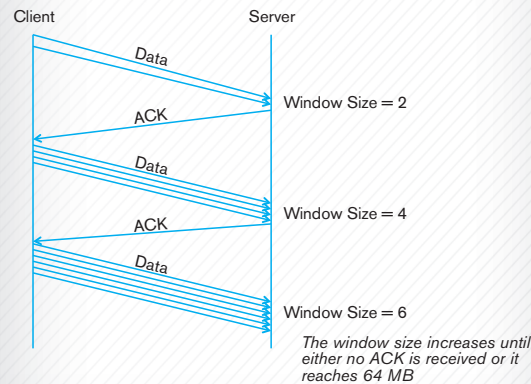 Client
Server
Data
Window Size = 2
ACK
Data
Window Size = 4
ACK
Data
Window Size = 6
The window size increases until
either no ACK is received or it
reaches 64 MB